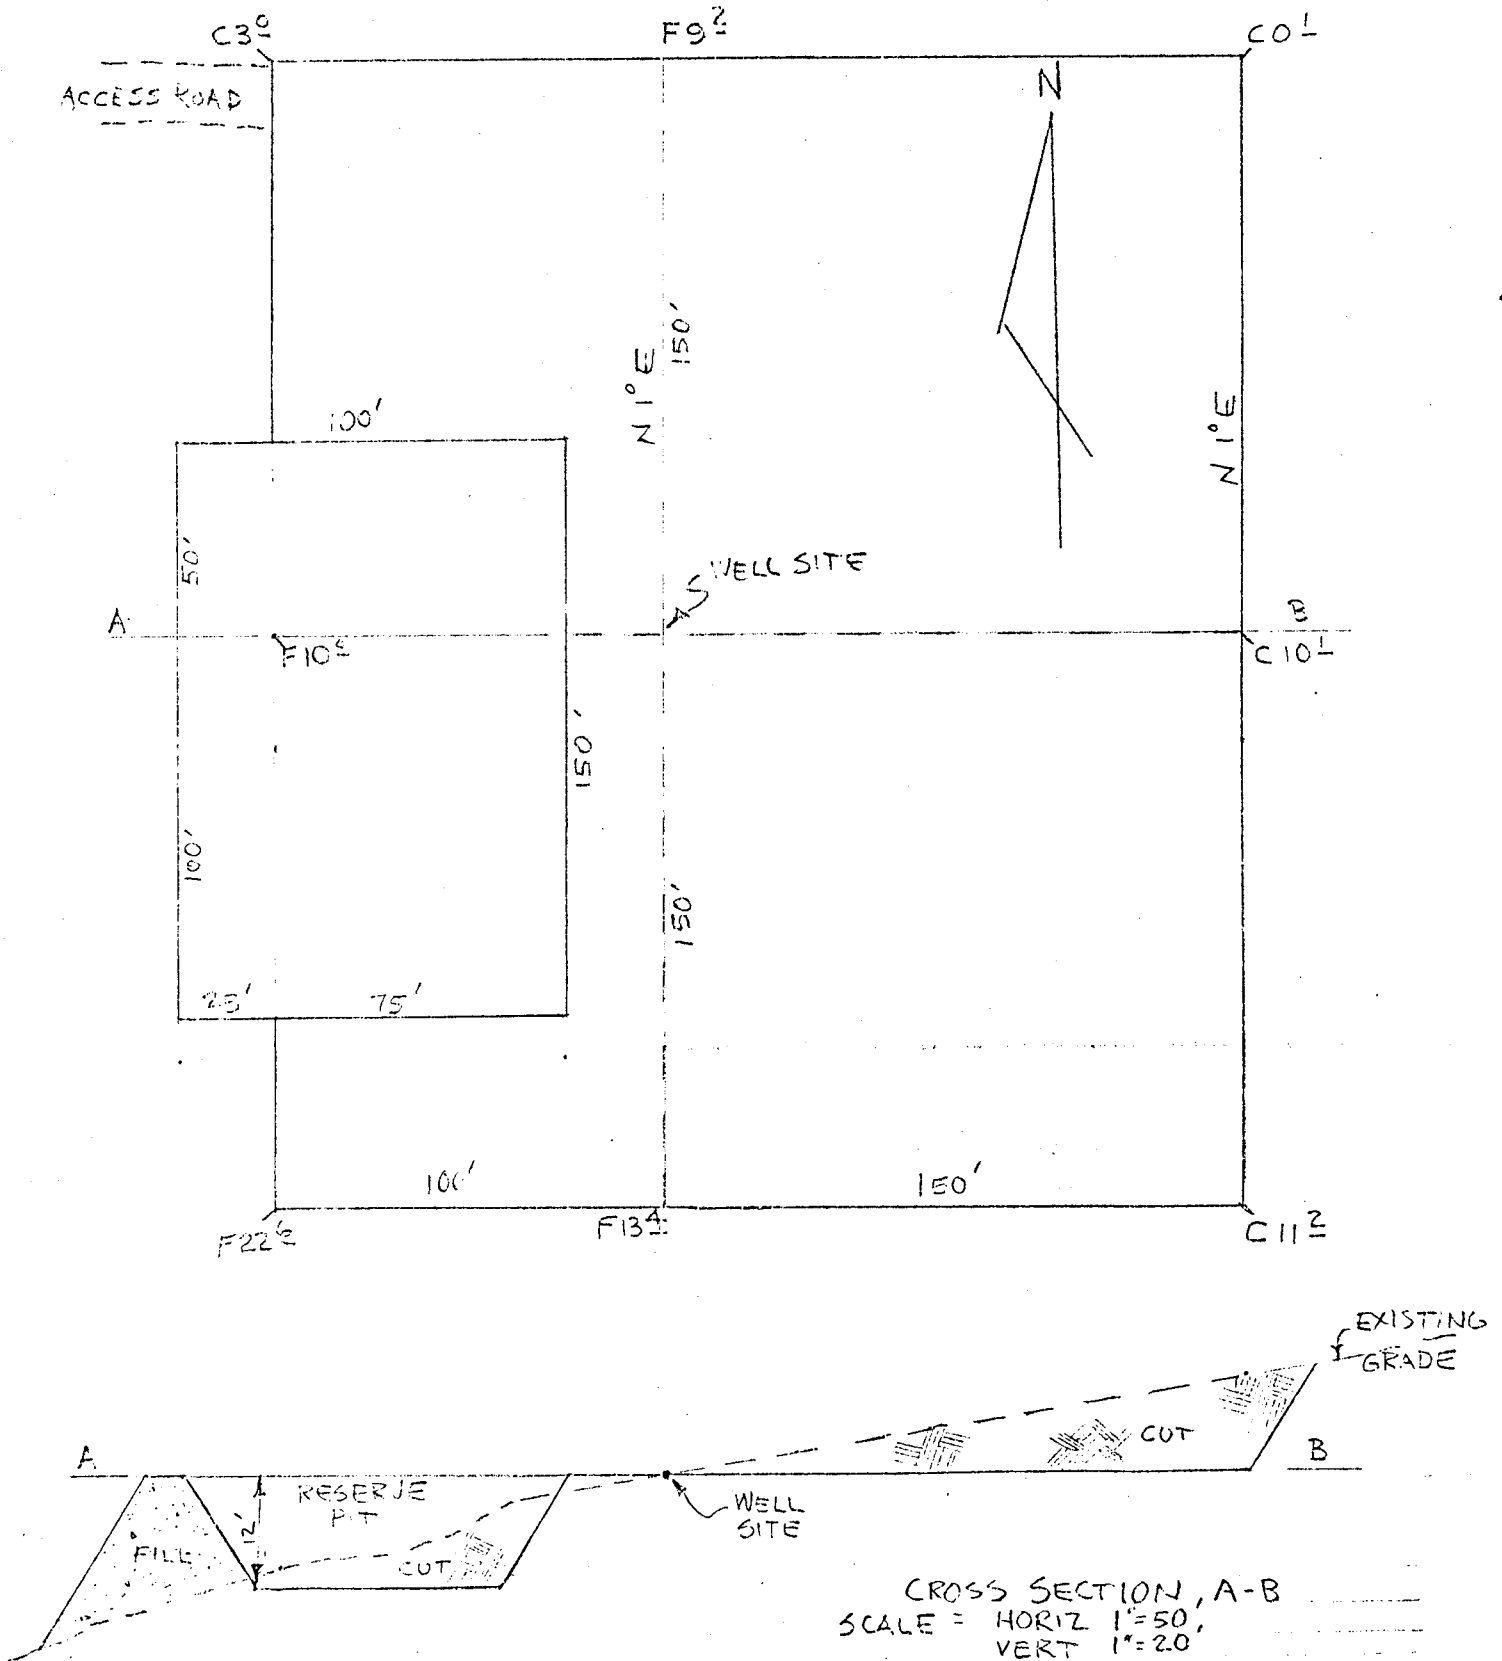 C3⁰
F9²
C0¹
ACCESS ROAD
N
150'
N 1°E
N 1°E
100'
50'
WELL SITE
A
B
F10
C10¹
150'
100'
150'
25'
75'
100'
150'
F22
F13⁴
C11²
EXISTING
GRADE
CUT
A
B
RESERVE
PIT
12'
FILL
CUT
WELL
SITE
CROSS SECTION, A-B
SCALE = HORIZ 1"=50'
VERT 1"=20'